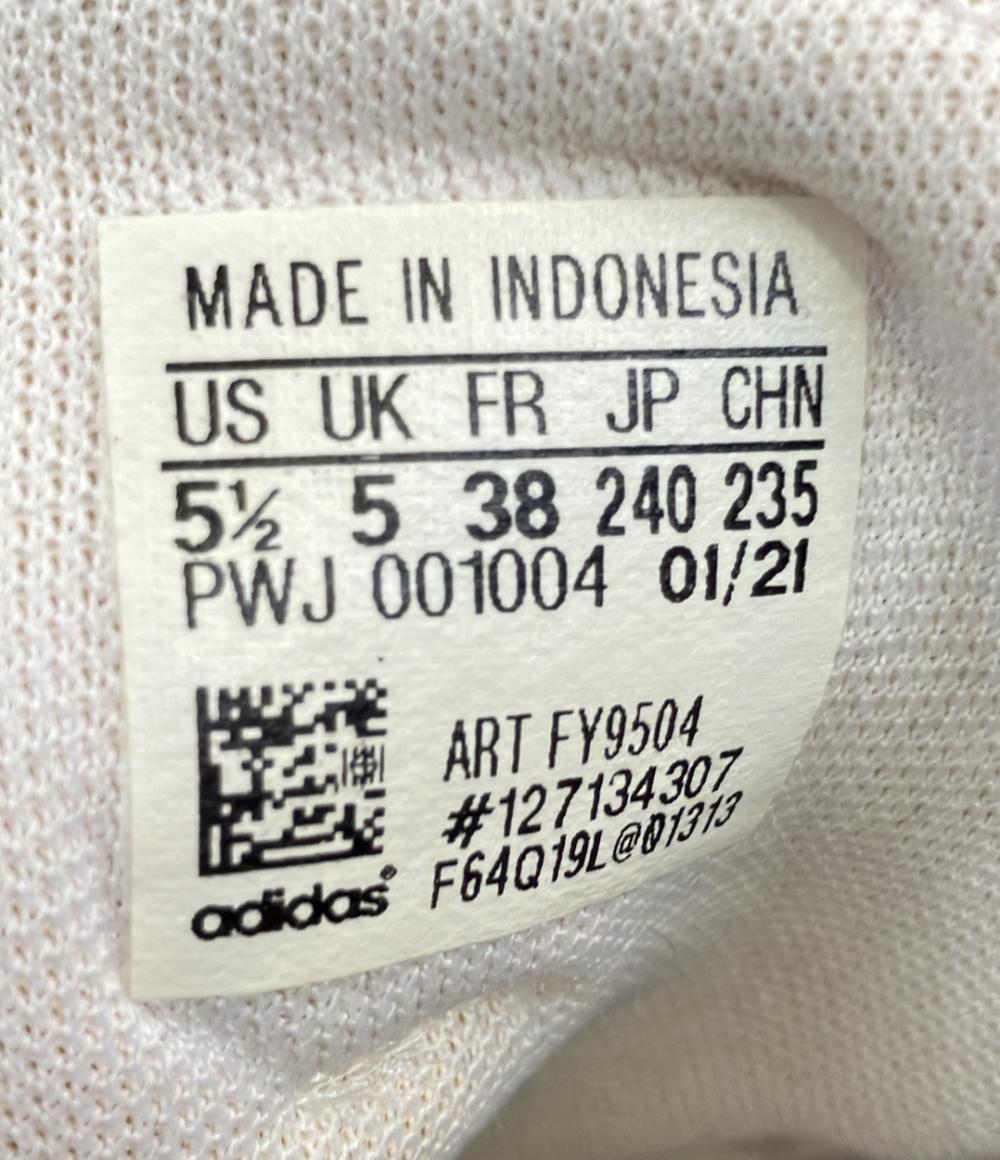 MADE IN INDONESIA
US UK FR JP CHN
5½ 5 38 240 235
PWJ 001004 01/21
ART FY9504
#127134307
F64Q19L@01313
adidas®